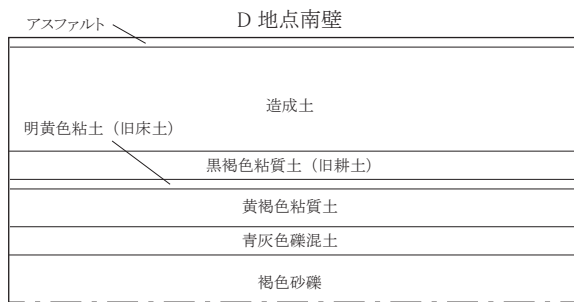 D 地点南壁
アスファルト
造成土
明黄色粘土（旧床土）
黒褐色粘質土（旧耕土）
黄褐色粘質土
青灰色礫混土
褐色砂礫